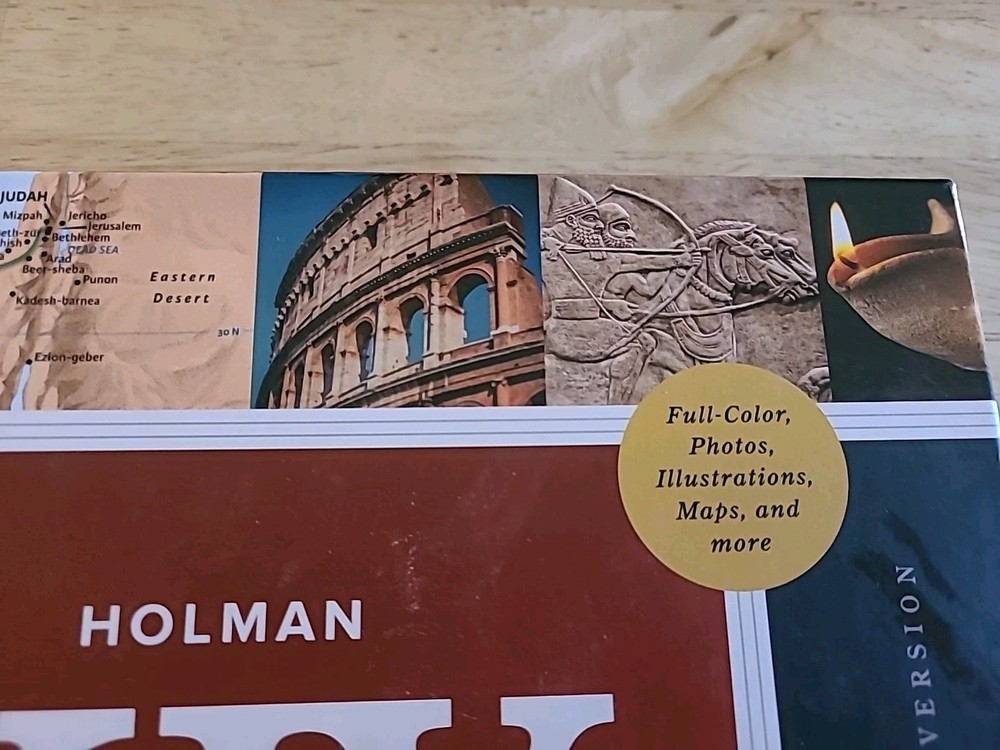 JUDAH
Mizpah
Jericho
Jerusalem
Bethlehem
DEAD SEA
Arad
Beer-sheba
Punon
Kadesh-barnea
Eastern
Desert
30 N
Ezion-geber
Full-Color,
Photos,
Illustrations,
Maps, and
more
HOLMAN
VERSION